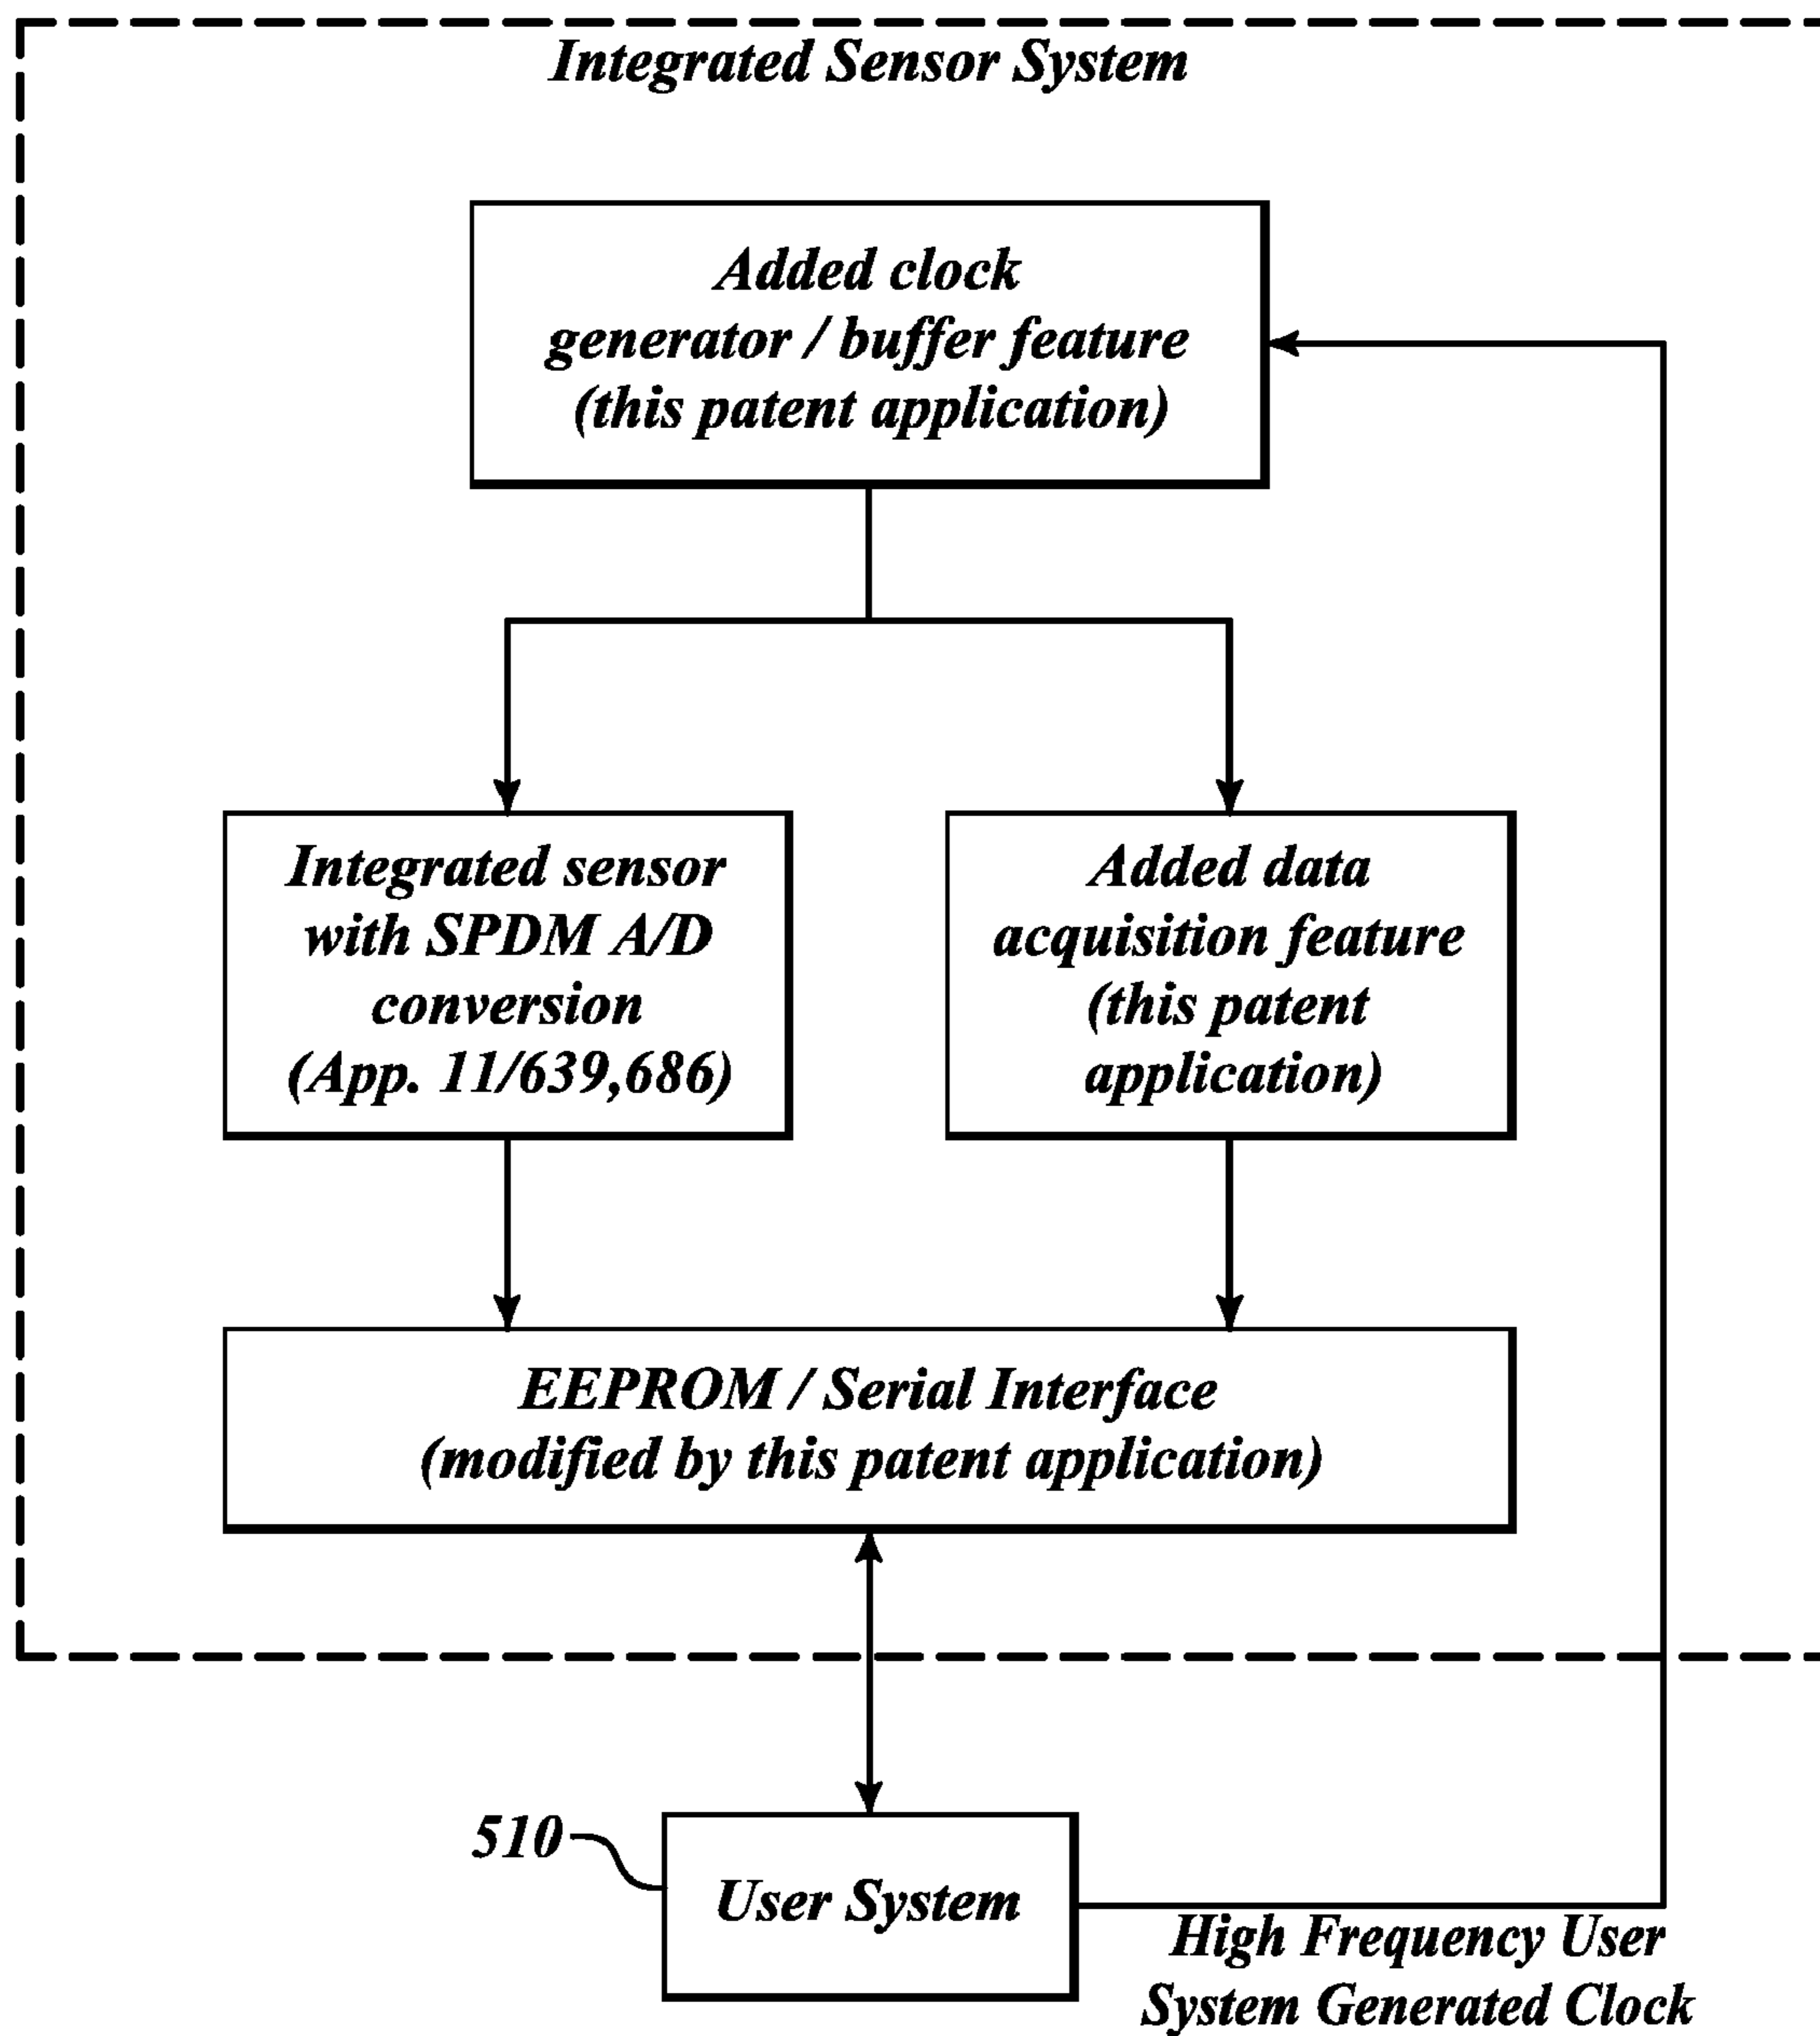 Integrated Sensor System
Added clock
generator / buffer feature
(this patent application)
Integrated sensor
with SPDM A/D
conversion
(App. 11/639,686)
Added data
acquisition feature
(this patent
application)
EEPROM / Serial Interface
(modified by this patent application)
510
User System
High Frequency User
System Generated Clock